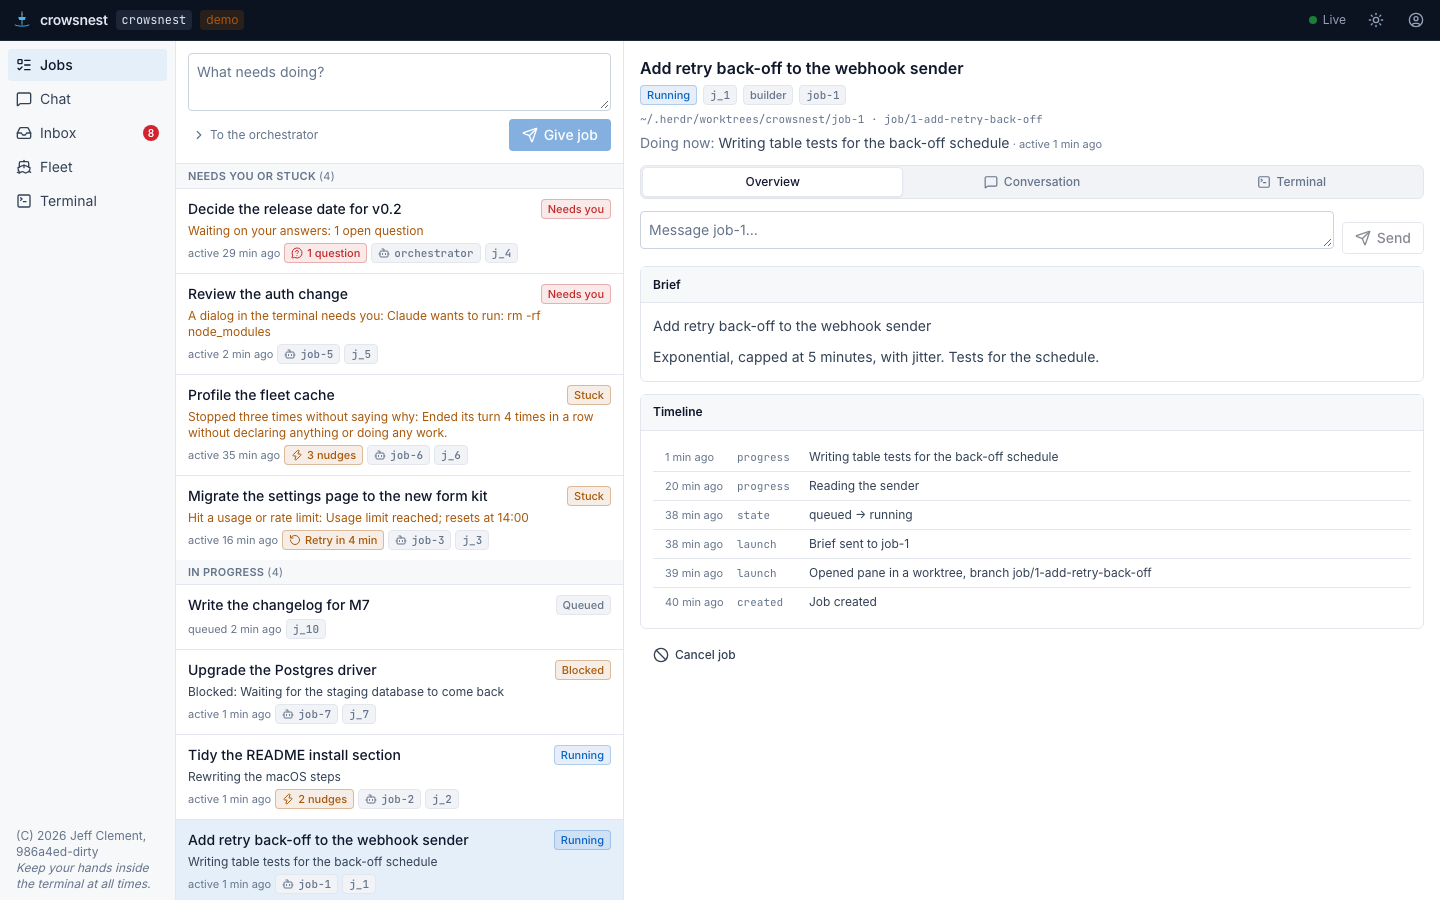 crowsnest crowsnest demo
Live
Jobs
Chat
Inbox 8
Fleet
Terminal
(C) 2026 Jeff Clement,
986a4ed-dirty
Keep your hands inside
the terminal at all times.
What needs doing?
To the orchestrator
Give job
NEEDS YOU OR STUCK (4)
Decide the release date for v0.2 Needs you
Waiting on your answers: 1 open question
active 29 min ago 1 question orchestrator j_4
Review the auth change Needs you
A dialog in the terminal needs you: Claude wants to run: rm -rf
node_modules
active 2 min ago job-5 j_5
Profile the fleet cache Stuck
Stopped three times without saying why: Ended its turn 4 times in a row
without declaring anything or doing any work.
active 35 min ago 3 nudges job-6 j_6
Migrate the settings page to the new form kit Stuck
Hit a usage or rate limit: Usage limit reached; resets at 14:00
active 16 min ago Retry in 4 min job-3 j_3
IN PROGRESS (4)
Write the changelog for M7 Queued
queued 2 min ago j_10
Upgrade the Postgres driver Blocked
Blocked: Waiting for the staging database to come back
active 1 min ago job-7 j_7
Tidy the README install section Running
Rewriting the macOS steps
active 1 min ago 2 nudges job-2 j_2
Add retry back-off to the webhook sender Running
Writing table tests for the back-off schedule
active 1 min ago job-1 j_1
Add retry back-off to the webhook sender
Running j_1 builder job-1
~/.herdr/worktrees/crowsnest/job-1 · job/1-add-retry-back-off
Doing now: Writing table tests for the back-off schedule · active 1 min ago
Overview Conversation Terminal
Message job-1...
Send
Brief
Add retry back-off to the webhook sender
Exponential, capped at 5 minutes, with jitter. Tests for the schedule.
Timeline
1 min ago progress Writing table tests for the back-off schedule
20 min ago progress Reading the sender
38 min ago state queued → running
38 min ago launch Brief sent to job-1
39 min ago launch Opened pane in a worktree, branch job/1-add-retry-back-off
40 min ago created Job created
Cancel job